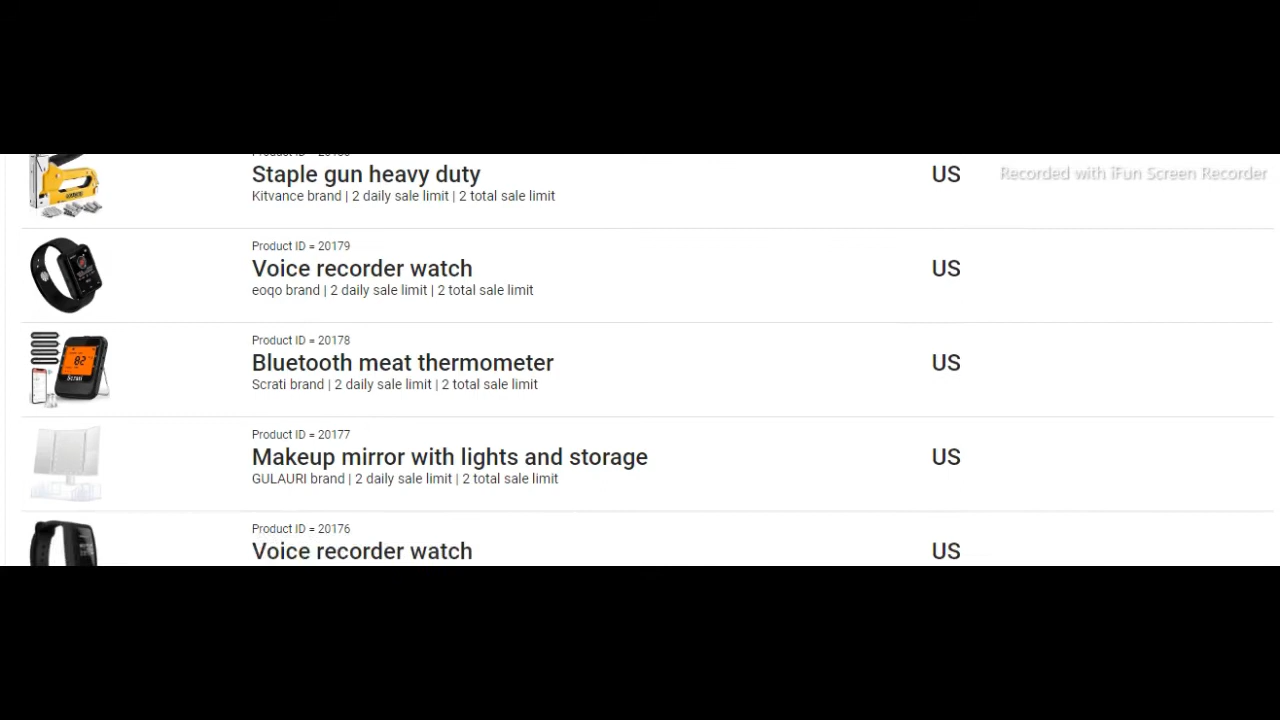 Staple gun heavy duty
US
Recorded with iFun Screen Recorder
Kitvance brand | 2 daily sale limit | 2 total sale limit
Product ID = 20179
Voice recorder watch
US
eoqo brand | 2 daily sale limit | 2 total sale limit
Product ID = 20178
Bluetooth meat thermometer
US
Scrati brand | 2 daily sale limit | 2 total sale limit
82
Scrati
Product ID = 20177
Makeup mirror with lights and storage
US
GULAURI brand | 2 daily sale limit | 2 total sale limit
Product ID = 20176
Voice recorder watch
US